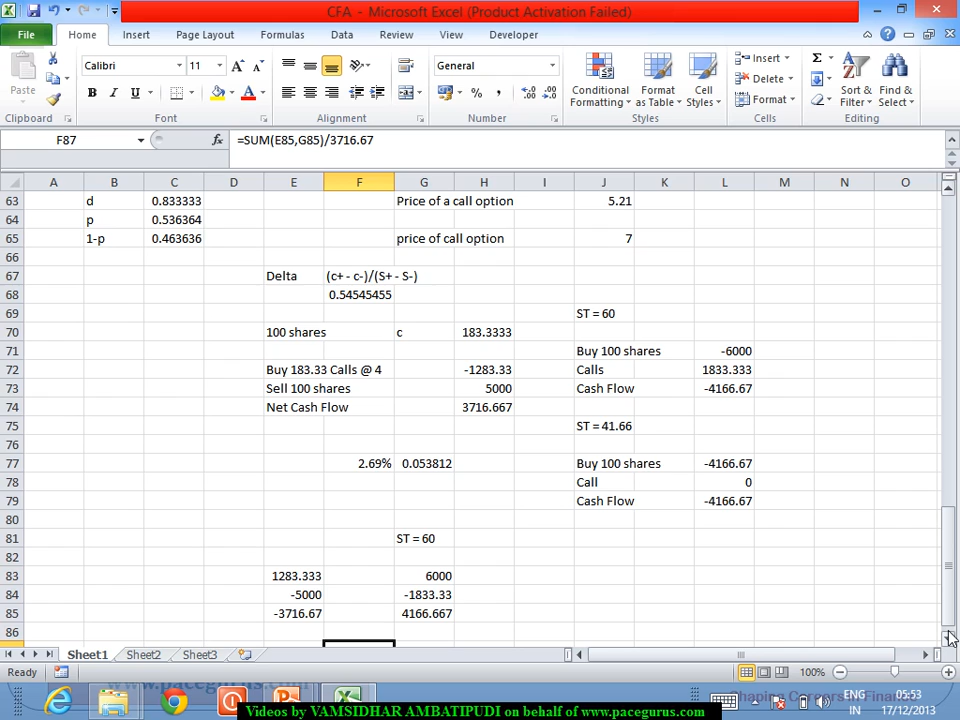 CFA - Microsoft Excel (Product Activation Failed)
File Home Insert Page Layout Formulas Data Review View Developer
Paste Calibri 11 General Conditional Formatting Format as Table Cell Styles Insert Delete Format Sort & Filter Find & Select
Clipboard Font Alignment Number Styles Cells Editing
F87 fx =SUM(E85,G85)/3716.67
A B C D E F G H I J K L M N O
63 d 0.833333 Price of a call option 5.21
64 p 0.536364
65 1-p 0.463636 price of call option 7
66
67 Delta (c+ - c-)/(S+ - S-)
68 0.54545455
69 ST = 60
70 100 shares c 183.3333
71 Buy 100 shares -6000
72 Buy 183.33 Calls @ 4 -1283.33 Calls 1833.333
73 Sell 100 shares 5000 Cash Flow -4166.67
74 Net Cash Flow 3716.667
75 ST = 41.66
76
77 2.69% 0.053812 Buy 100 shares -4166.67
78 Call 0
79 Cash Flow -4166.67
80
81 ST = 60
82
83 1283.333 6000
84 -5000 -1833.33
85 -3716.67 4166.667
86
Sheet1 Sheet2 Sheet3
Ready 100%
www.pacegurus.com Shaping Careers
ENG 05:53
IN 17/12/2013
Videos by VAMSIDHAR AMBATIPUDI on behalf of www.pacegurus.com